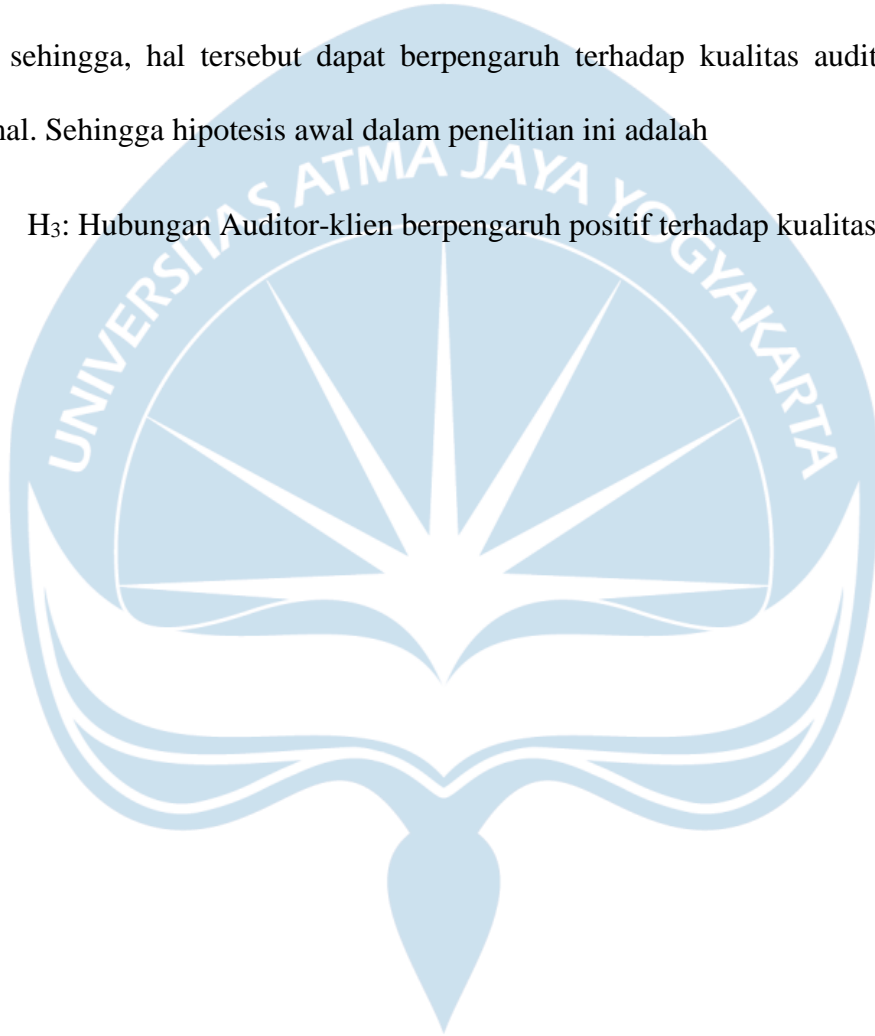 sehingga, hal tersebut dapat berpengaruh terhadap kualitas audit
nal. Sehingga hipotesis awal dalam penelitian ini adalah
UNIVERSITAS ATMA JAYA YOGYAKARTA
H₃: Hubungan Auditor-klien berpengaruh positif terhadap kualitas